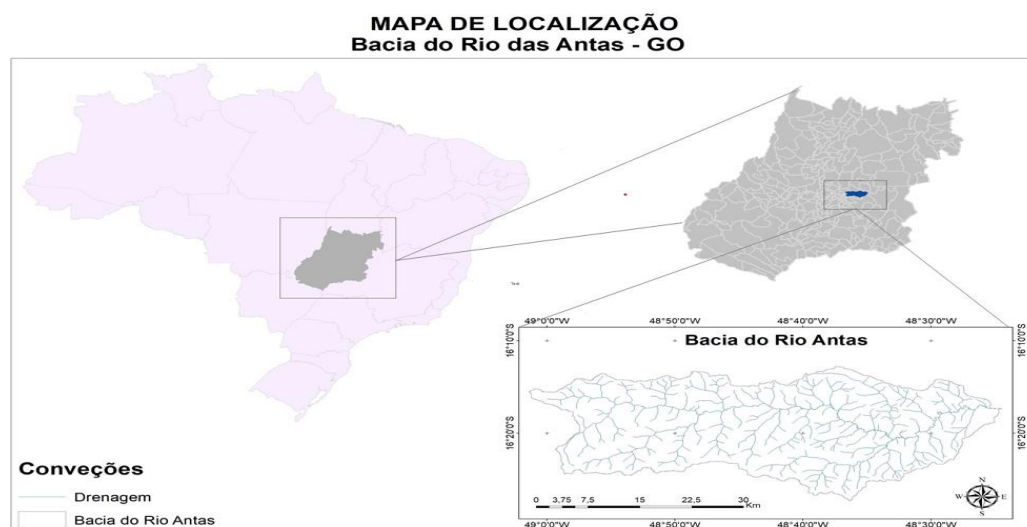 MAPA DE LOCALIZAÇÃO
Bacia do Rio das Antas - GO
49°0'0"W 48°50'0"W 48°40'0"W 48°30'0"W
16°10'0"S 16°10'0"S
Bacia do Rio Antas
16°20'0"S 16°20'0"S
0 3,75 7,5 15 22,5 30
Km
N
W E
S
49°0'0"W 48°50'0"W 48°40'0"W 48°30'0"W
Conveções
Drenagem
Bacia do Rio Antas